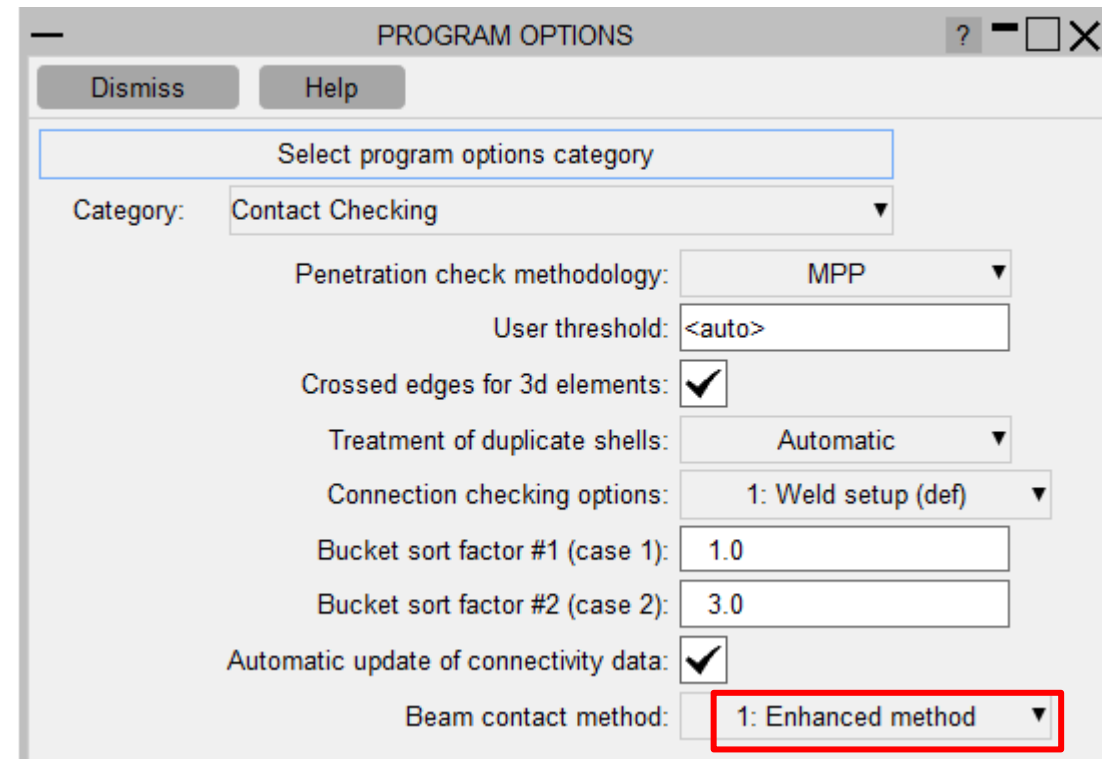 PROGRAM OPTIONS ?
Dismiss Help
Select program options category
Category: Contact Checking
Penetration check methodology: MPP
User threshold: <auto>
Crossed edges for 3d elements:
Treatment of duplicate shells: Automatic
Connection checking options: 1: Weld setup (def)
Bucket sort factor #1 (case 1): 1.0
Bucket sort factor #2 (case 2): 3.0
Automatic update of connectivity data:
Beam contact method: 1: Enhanced method